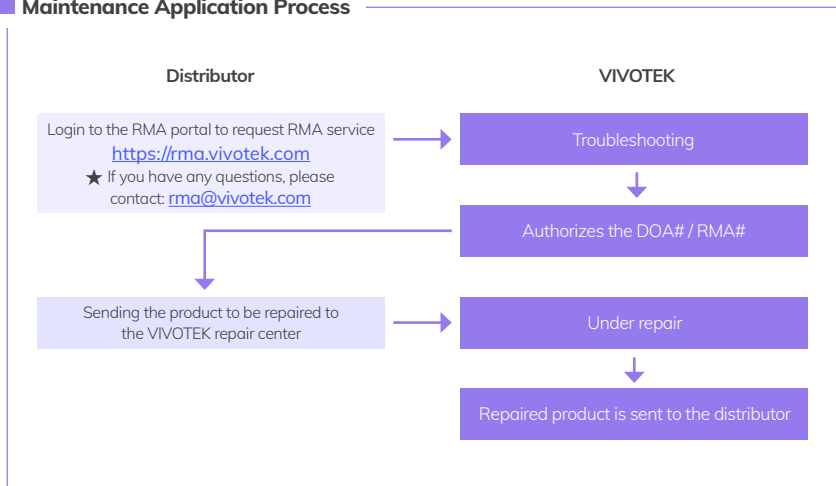 Maintenance Application Process
Distributor
VIVOTEK
Login to the RMA portal to request RMA service
https://rma.vivotek.com
★ If you have any questions, please
contact: rma@vivotek.com
Troubleshooting
Authorizes the DOA# / RMA#
Sending the product to be repaired to
the VIVOTEK repair center
Under repair
Repaired product is sent to the distributor